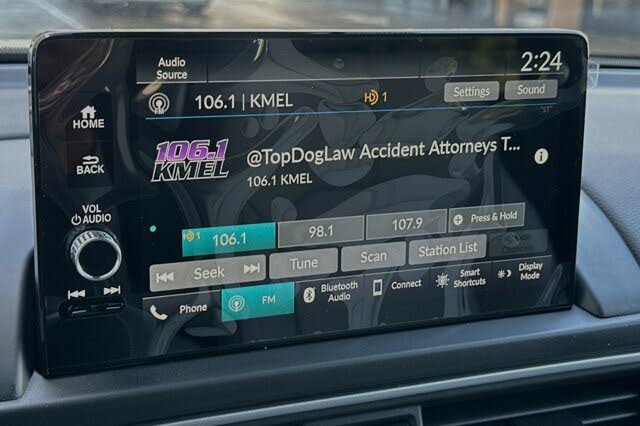 Audio
Source
2:24
106.1 | KMEL
HD 1
Settings
Sound
FM
HOME
BACK
VOL
AUDIO
106.1
KMEL
@TopDogLaw Accident Attorneys T...
106.1 KMEL
i
HD 1
106.1
98.1
107.9
+ Press & Hold
Seek
Tune
Scan
Station List
Phone
FM
Bluetooth
Audio
Connect
Smart
Shortcuts
Display
Mode